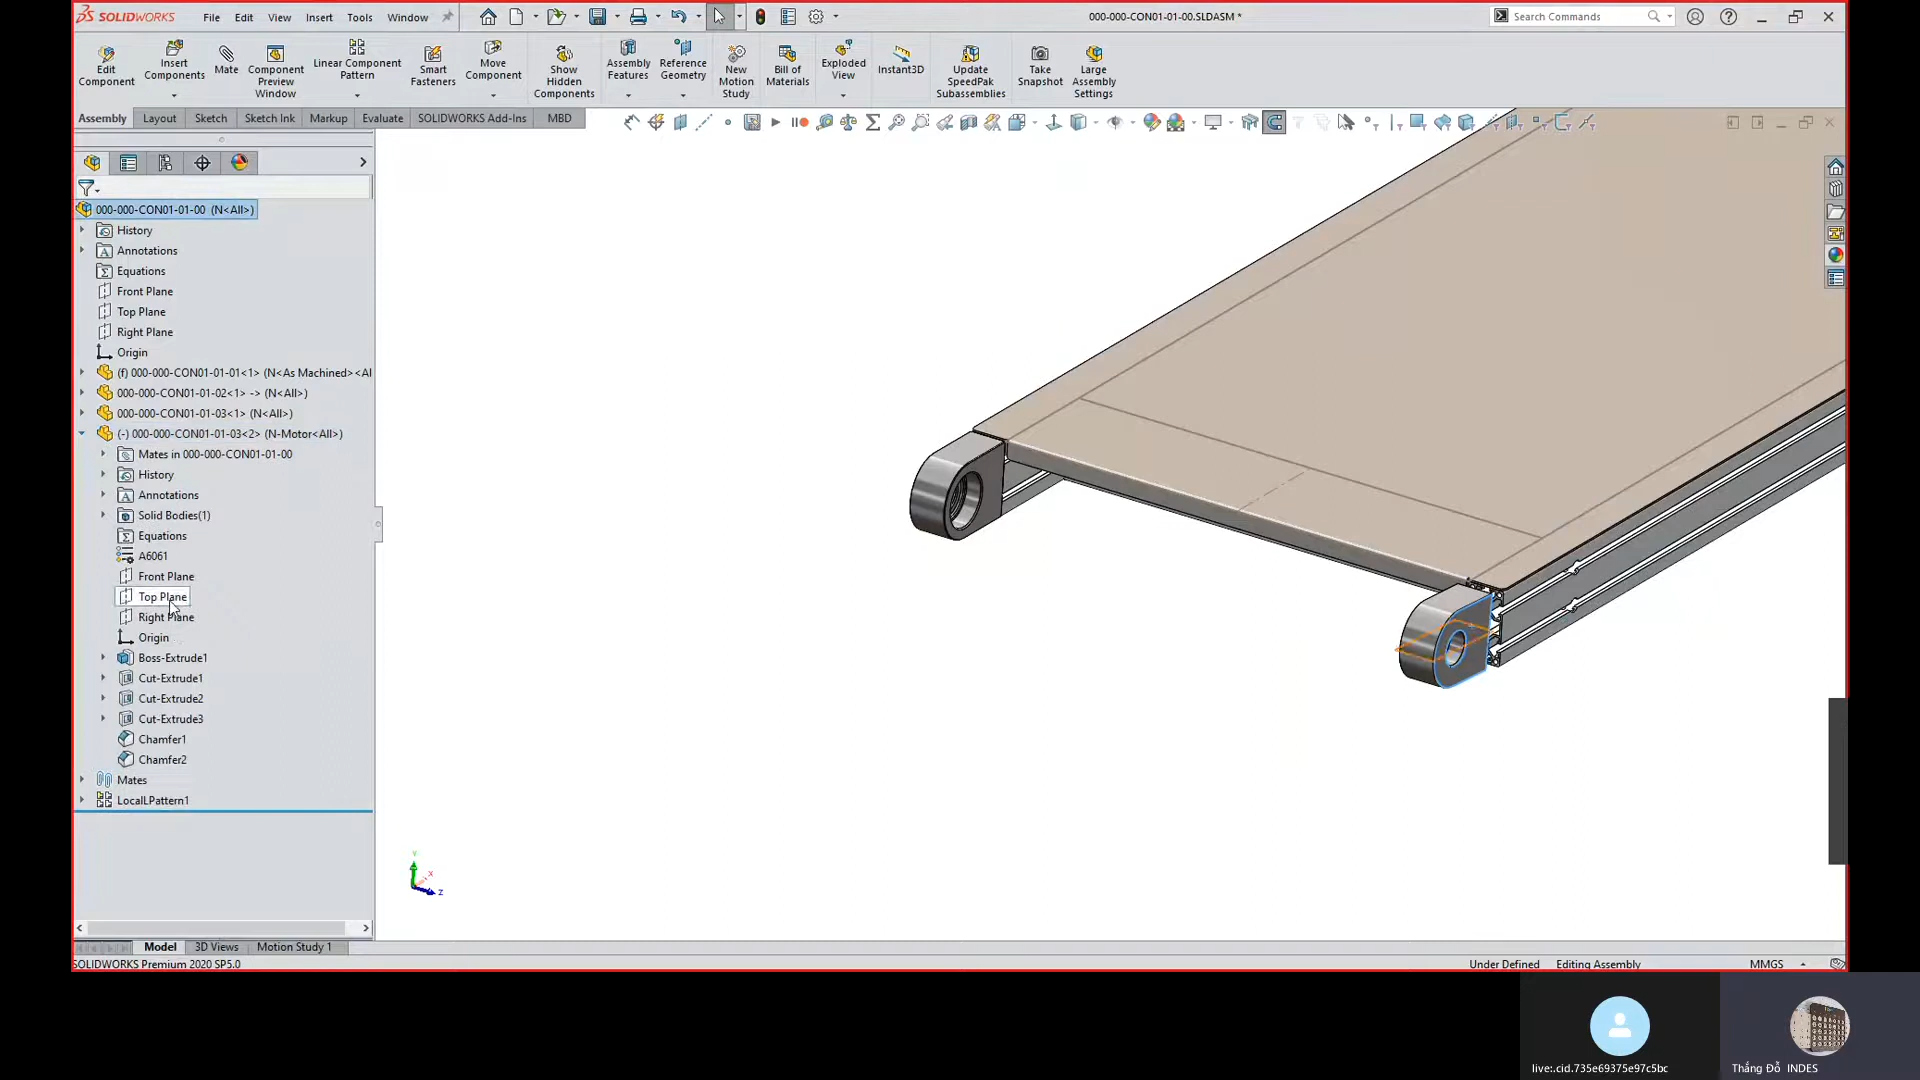 SOLIDWORKS File Edit View Insert Tools Window
000-000-CON01-01-00.SLDASM *
Search Commands
Edit Component
Insert Components
Mate
Component Preview Window
Linear Component Pattern
Smart Fasteners
Move Component
Show Hidden Components
Assembly Features
Reference Geometry
New Motion Study
Bill of Materials
Exploded View
Instant3D
Update SpeedPak Subassemblies
Take Snapshot
Large Assembly Settings
Assembly Layout Sketch Sketch Ink Markup Evaluate SOLIDWORKS Add-Ins MBD
000-000-CON01-01-00 (N<All>)
History
Annotations
Equations
Front Plane
Top Plane
Right Plane
Origin
(f) 000-000-CON01-01-01<1> (N<As Machined><Al
000-000-CON01-01-02<1> -> (N<All>)
000-000-CON01-01-03<1> (N<All>)
(-) 000-000-CON01-01-03<2> (N-Motor<All>)
Mates in 000-000-CON01-01-00
History
Annotations
Solid Bodies(1)
Equations
A6061
Front Plane
Top Plane
Right Plane
Origin
Boss-Extrude1
Cut-Extrude1
Cut-Extrude2
Cut-Extrude3
Chamfer1
Chamfer2
Mates
LocalLPattern1
Y
X
Z
Model 3D Views Motion Study 1
SOLIDWORKS Premium 2020 SP5.0
Under Defined Editing Assembly MMGS
live:.cid.735e69375e97c5bc
Thắng Đỗ INDES